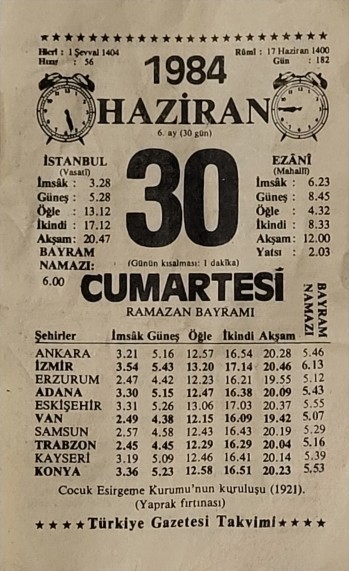 Hicrî : 1 Şevval 1404
Hızır : 56
Rûmî : 17 Haziran 1400
Gün : 182
1984
HAZİRAN
6. ay (30 gün)
30
İSTANBUL
(Vasatî)
İmsâk : 3.28
Güneş : 5.28
Öğle : 13.12
İkindi : 17.12
Akşam: 20.47
BAYRAM
NAMAZI:
6.00
EZÂNÎ
(Mahallî)
İmsâk : 6.23
Güneş : 8.45
Öğle : 4.32
İkindi : 8.33
Akşam: 12.00
Yatsı : 2.03
(Günün kısalması: 1 dakika)
CUMARTESİ
RAMAZAN BAYRAMI
Şehirler İmsâk Güneş Öğle İkindi Akşam BAYRAM NAMAZI
ANKARA 3.21 5.16 12.57 16.54 20.28 5.46
İZMİR 3.54 5.43 13.20 17.14 20.46 6.13
ERZURUM 2.47 4.42 12.23 16.21 19.55 5.12
ADANA 3.30 5.15 12.47 16.38 20.09 5.43
ESKİŞEHİR 3.31 5.26 13.06 17.03 20.37 5.55
VAN 2.49 4.38 12.15 16.09 19.42 5.07
SAMSUN 2.57 4.58 12.43 16.43 20.19 5.29
TRABZON 2.45 4.45 12.29 16.29 20.04 5.16
KAYSERİ 3.19 5.09 12.46 16.41 20.14 5.39
KONYA 3.36 5.23 12.58 16.51 20.23 5.53
Çocuk Esirgeme Kurumu'nun kuruluşu (1921).
(Yaprak fırtınası)
★★★★Türkiye Gazetesi Takvimi★★★★